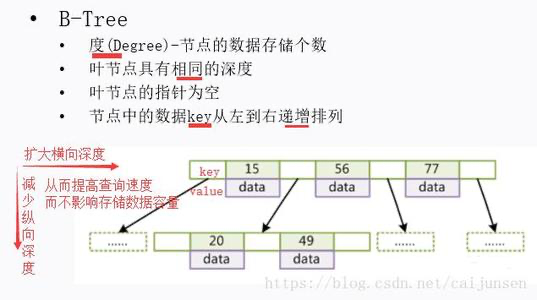 B-Tree
度(Degree)-节点的数据存储个数
叶节点具有相同的深度
叶节点的指针为空
节点中的数据key从左到右递增排列
扩大横向深度
减少纵向深度
从而提高查询速度
而不影响存储数据容量
key 15 56 77
value data data data
...... 20 49 ...... ......
data data
https://blog.csdn.net/caijunsen